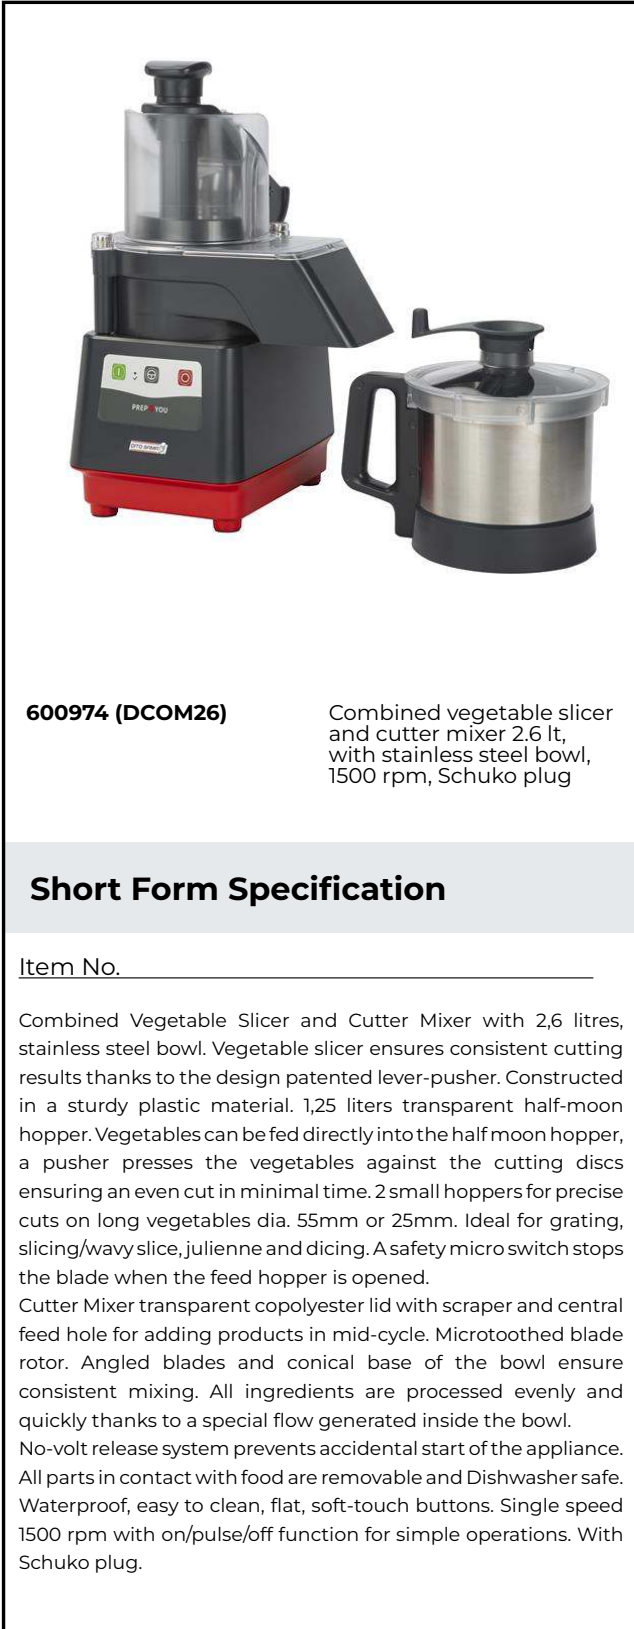 PREP4YOU
DITO SAMA
600974 (DCOM26)
Combined vegetable slicer
and cutter mixer 2.6 lt,
with stainless steel bowl,
1500 rpm, Schuko plug
Short Form Specification
Item No.
Combined Vegetable Slicer and Cutter Mixer with 2,6 litres,
stainless steel bowl. Vegetable slicer ensures consistent cutting
results thanks to the design patented lever-pusher. Constructed
in a sturdy plastic material. 1,25 liters transparent half-moon
hopper. Vegetables can be fed directly into the half moon hopper,
a pusher presses the vegetables against the cutting discs
ensuring an even cut in minimal time. 2 small hoppers for precise
cuts on long vegetables dia. 55mm or 25mm. Ideal for grating,
slicing/wavy slice, julienne and dicing. A safety micro switch stops
the blade when the feed hopper is opened.
Cutter Mixer transparent copolyester lid with scraper and central
feed hole for adding products in mid-cycle. Microtoothed blade
rotor. Angled blades and conical base of the bowl ensure
consistent mixing. All ingredients are processed evenly and
quickly thanks to a special flow generated inside the bowl.
No-volt release system prevents accidental start of the appliance.
All parts in contact with food are removable and Dishwasher safe.
Waterproof, easy to clean, flat, soft-touch buttons. Single speed
1500 rpm with on/pulse/off function for simple operations. With
Schuko plug.